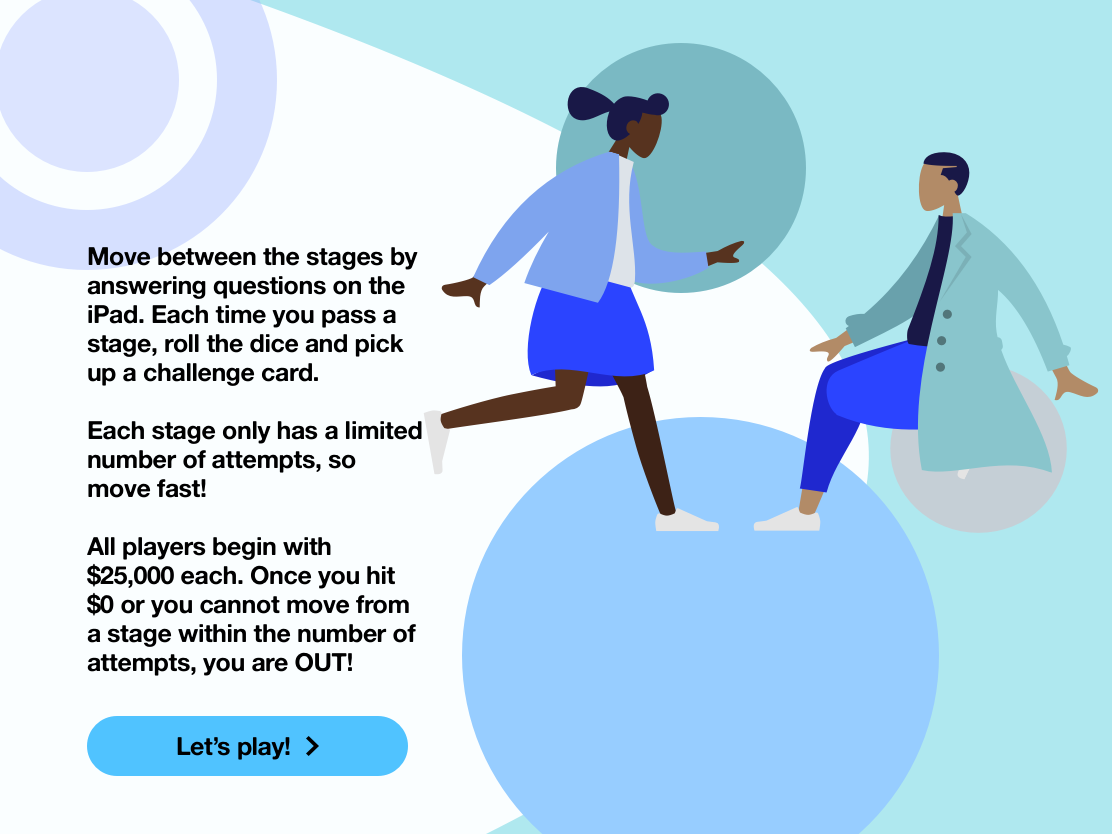 Move between the stages by
answering questions on the
iPad. Each time you pass a
stage, roll the dice and pick
up a challenge card.
Each stage only has a limited
number of attempts, so
move fast!
All players begin with
$25,000 each. Once you hit
$0 or you cannot move from
a stage within the number of
attempts, you are OUT!
Let’s play!